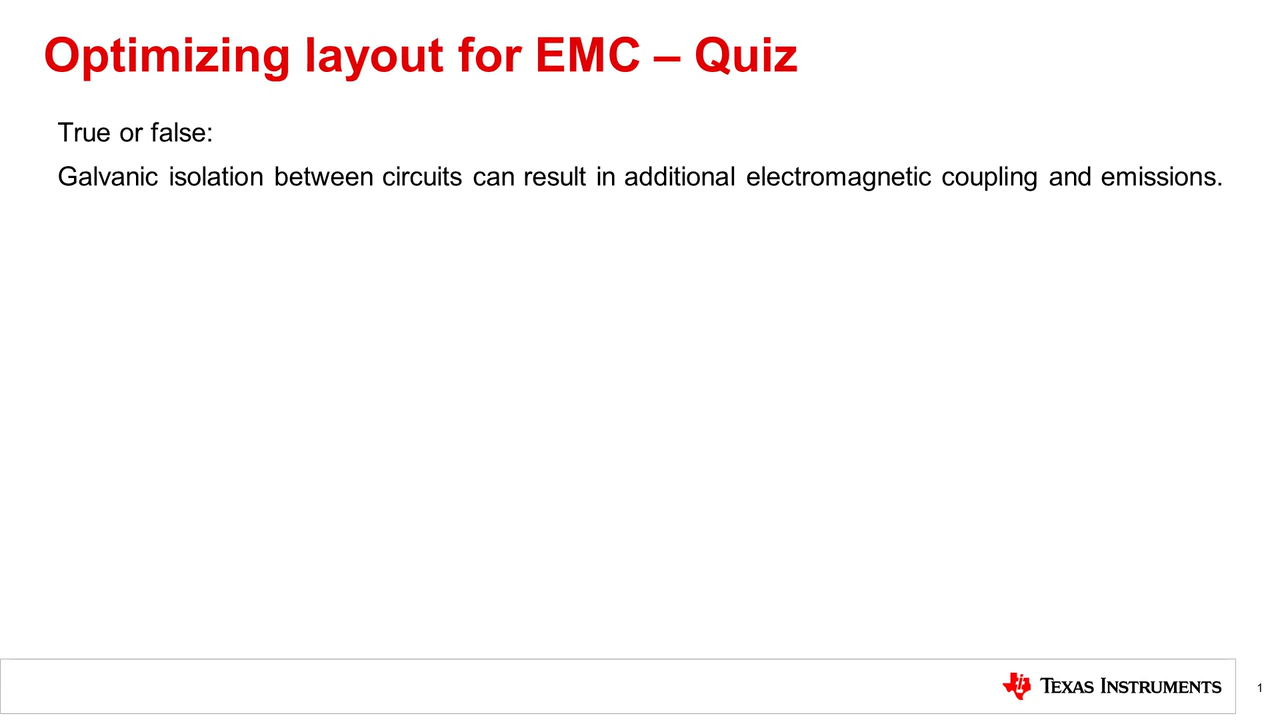 Optimizing layout for EMC – Quiz
True or false:
Galvanic isolation between circuits can result in additional electromagnetic coupling and emissions.
TEXAS INSTRUMENTS
1